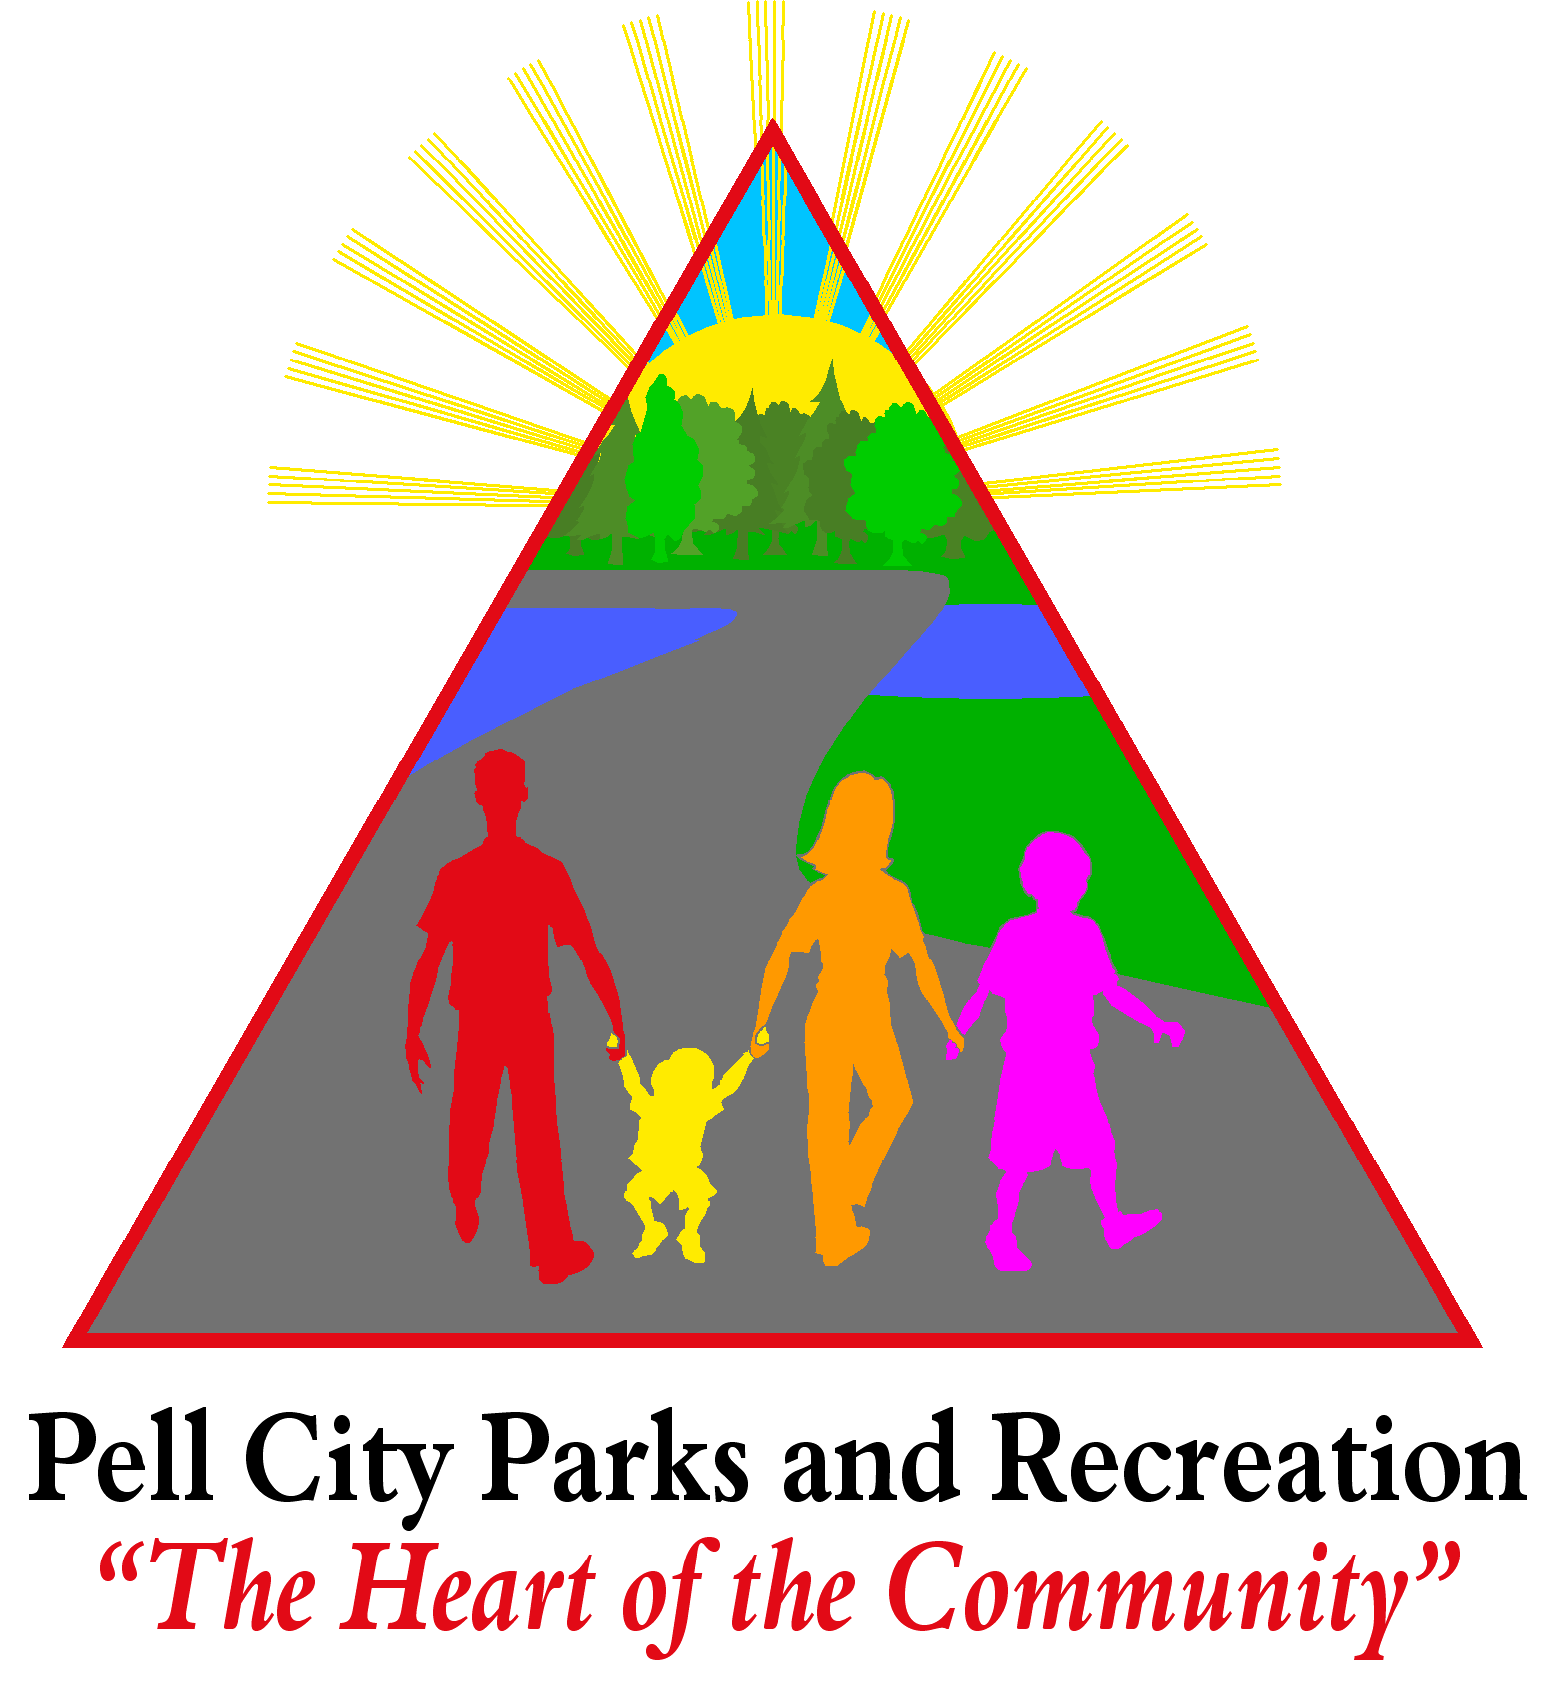 Pell City Parks and Recreation
“The Heart of the Community”